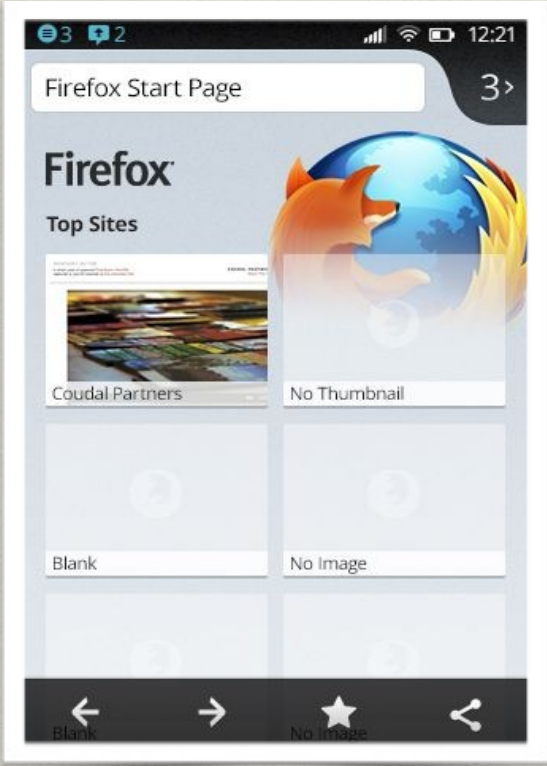 3 2 12:21
Firefox Start Page 3
Firefox
Top Sites
Coudal Partners No Thumbnail
Blank No Image
Blank No Image